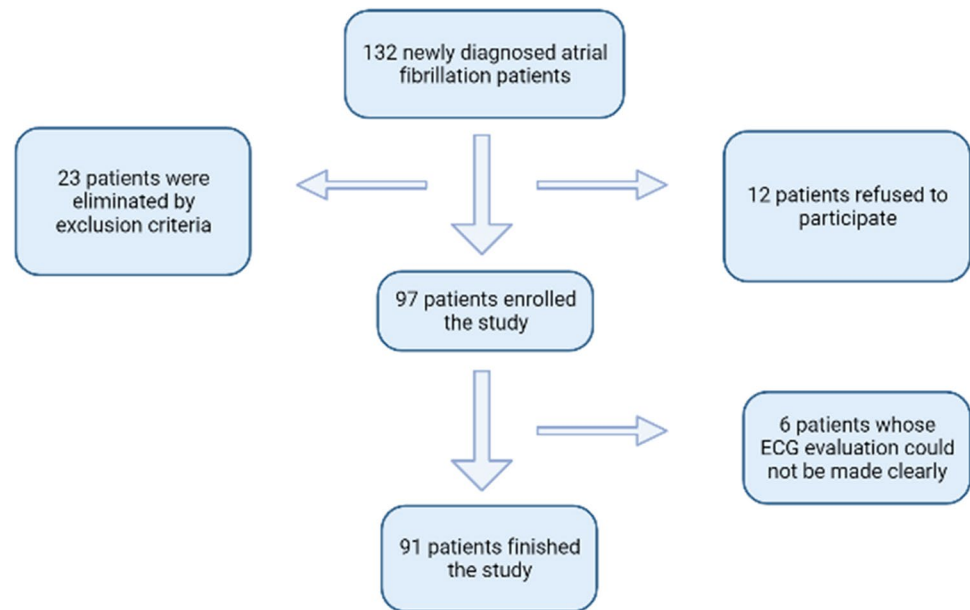 132 newly diagnosed atrial
fibrillation patients
23 patients were
eliminated by
exclusion criteria
12 patients refused to
participate
97 patients enrolled
the study
6 patients whose
ECG evaluation could
not be made clearly
91 patients finished
the study